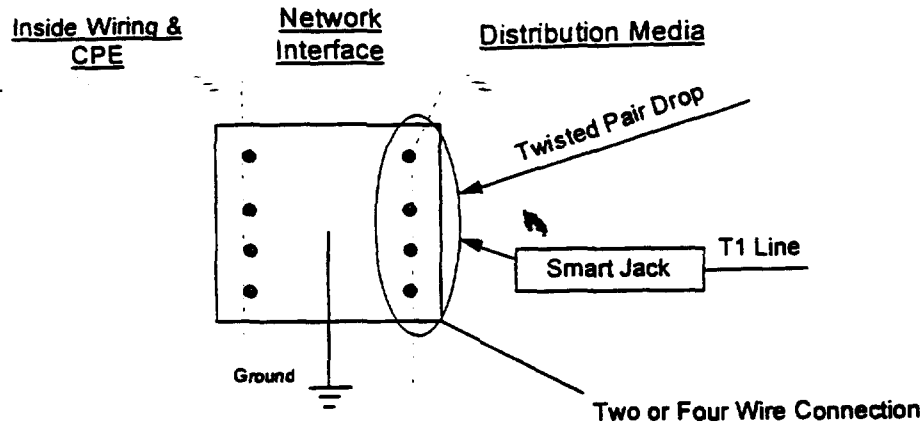 Inside Wiring &
CPE
Network
Interface
Distribution Media
Twisted Pair Drop
Smart Jack
T1 Line
Ground
Two or Four Wire Connection